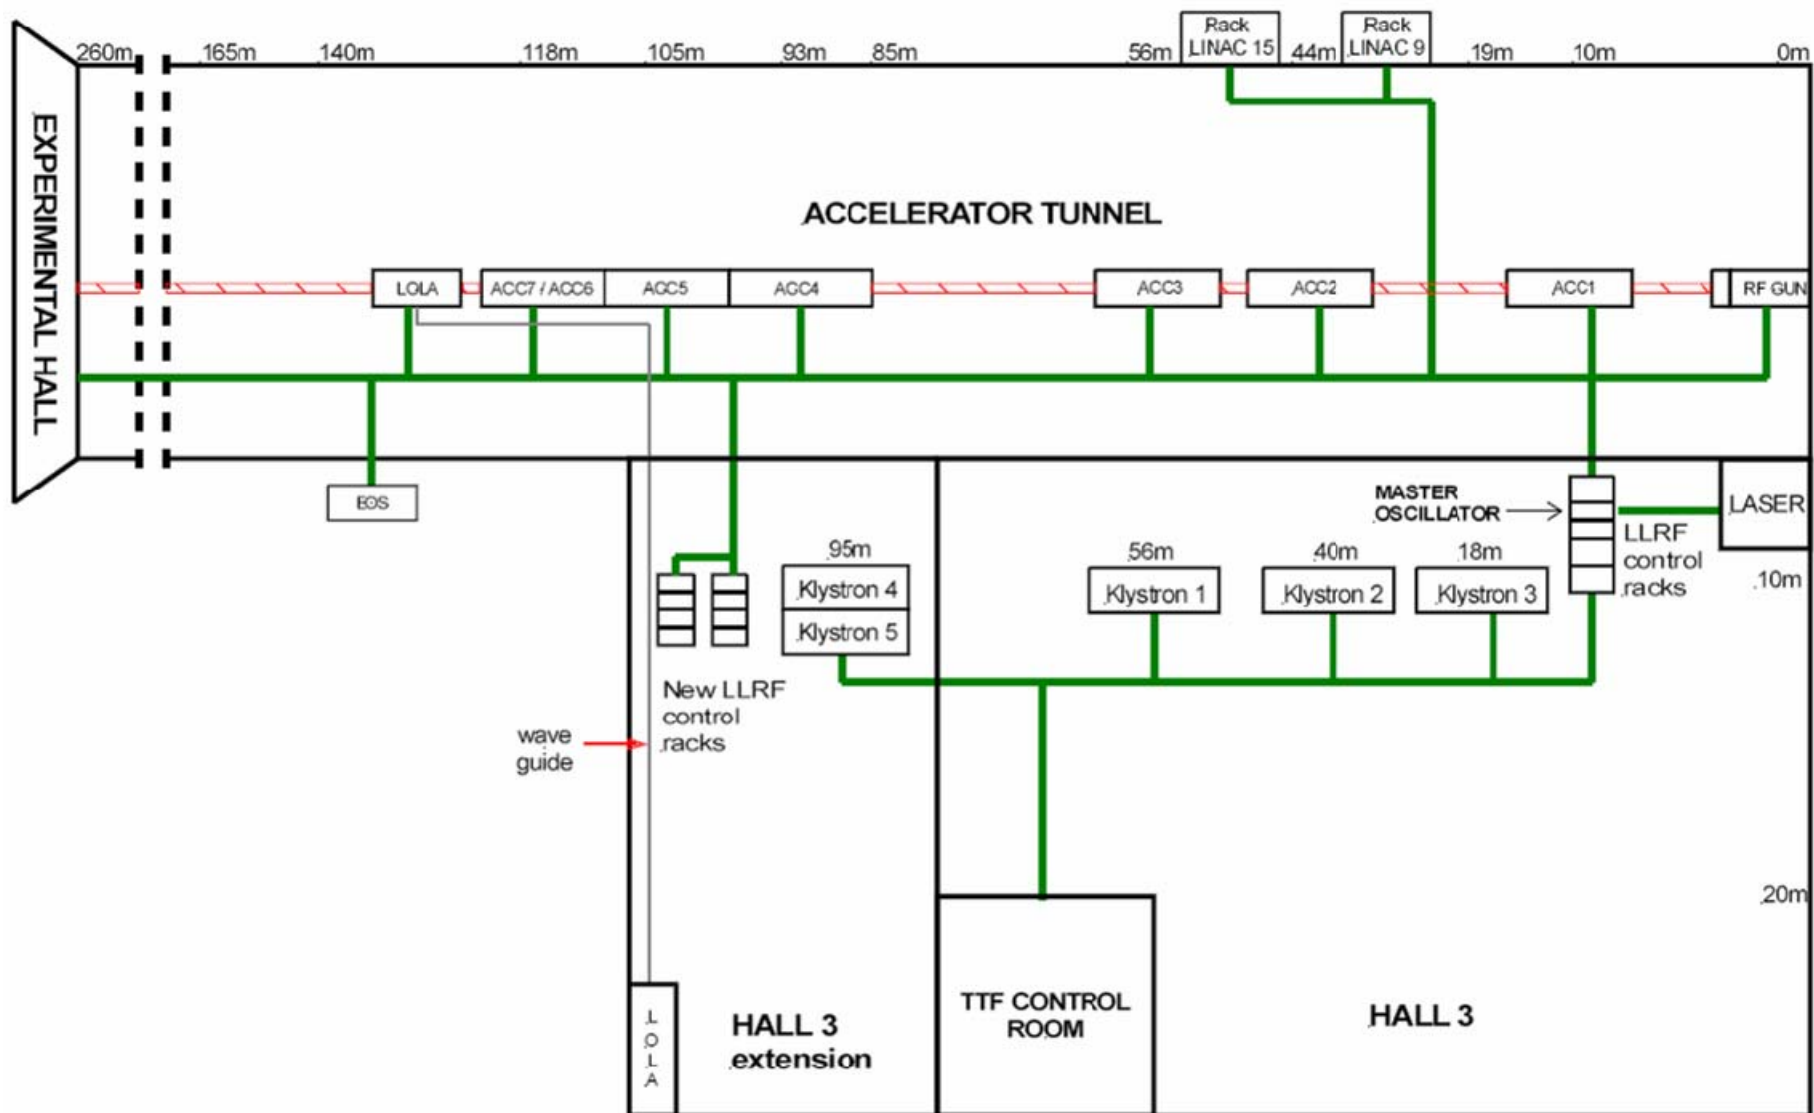 Rack
LINAC 15
Rack
LINAC 9
260m
165m
140m
118m
105m
93m
85m
56m
44m
19m
10m
0m
EXPERIMENTAL HALL
ACCELERATOR TUNNEL
LOLA
ACC7 / ACC6
ACC5
ACC4
ACC3
ACC2
ACC1
RF GUN
EOS
MASTER
OSCILLATOR
LASER
LLRF
control
racks
10m
95m
Klystron 4
Klystron 5
56m
Klystron 1
40m
Klystron 2
18m
Klystron 3
New LLRF
control
racks
wave
guide
20m
LOLA
HALL 3
extension
TTF CONTROL
ROOM
HALL 3